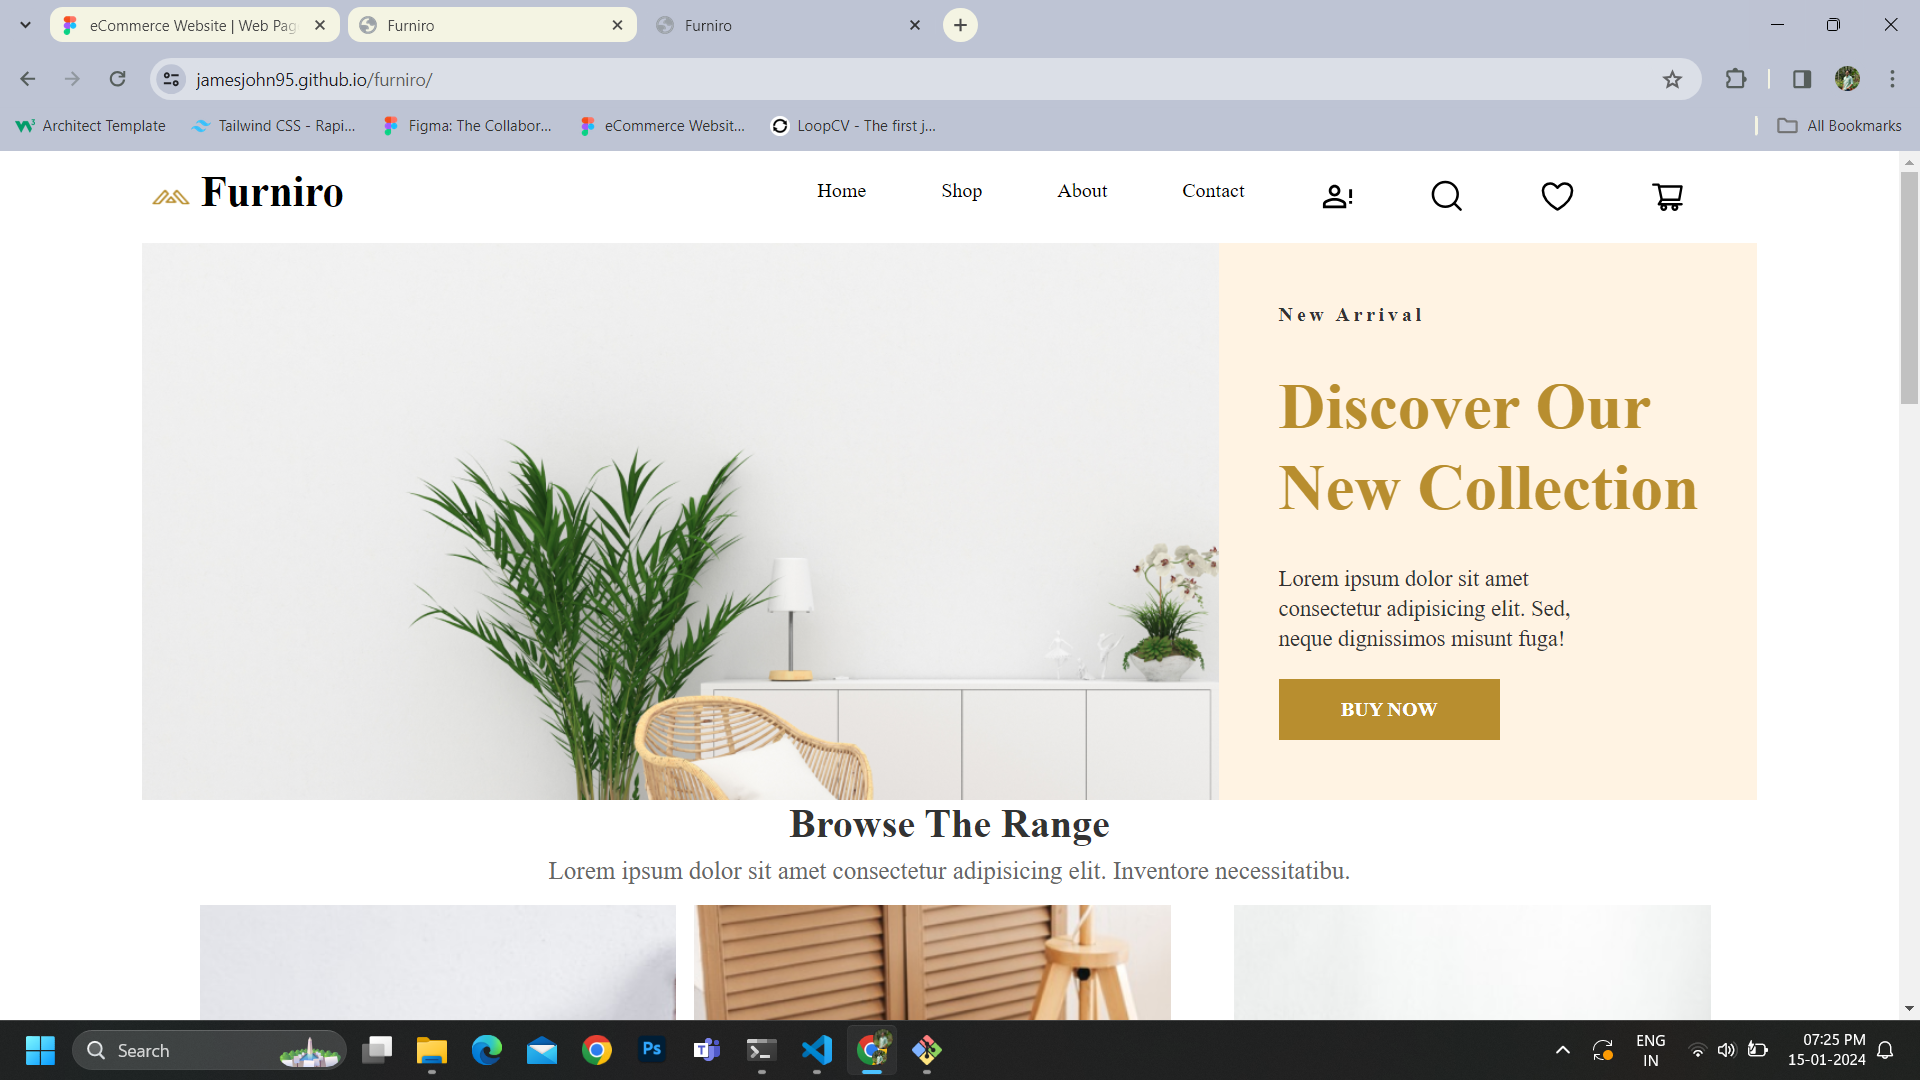 eCommerce Website | Web Pag
Furniro
Furniro
jamesjohn95.github.io/furniro/
Architect Template
Tailwind CSS - Rapi...
Figma: The Collabor...
eCommerce Websit...
LoopCV - The first j...
All Bookmarks
Furniro
Home
Shop
About
Contact
New Arrival
Discover Our
New Collection
Lorem ipsum dolor sit amet
consectetur adipisicing elit. Sed,
neque dignissimos misunt fuga!
BUY NOW
Browse The Range
Lorem ipsum dolor sit amet consectetur adipisicing elit. Inventore necessitatibu.
Search
Ps
ENG
IN
07:25 PM
15-01-2024